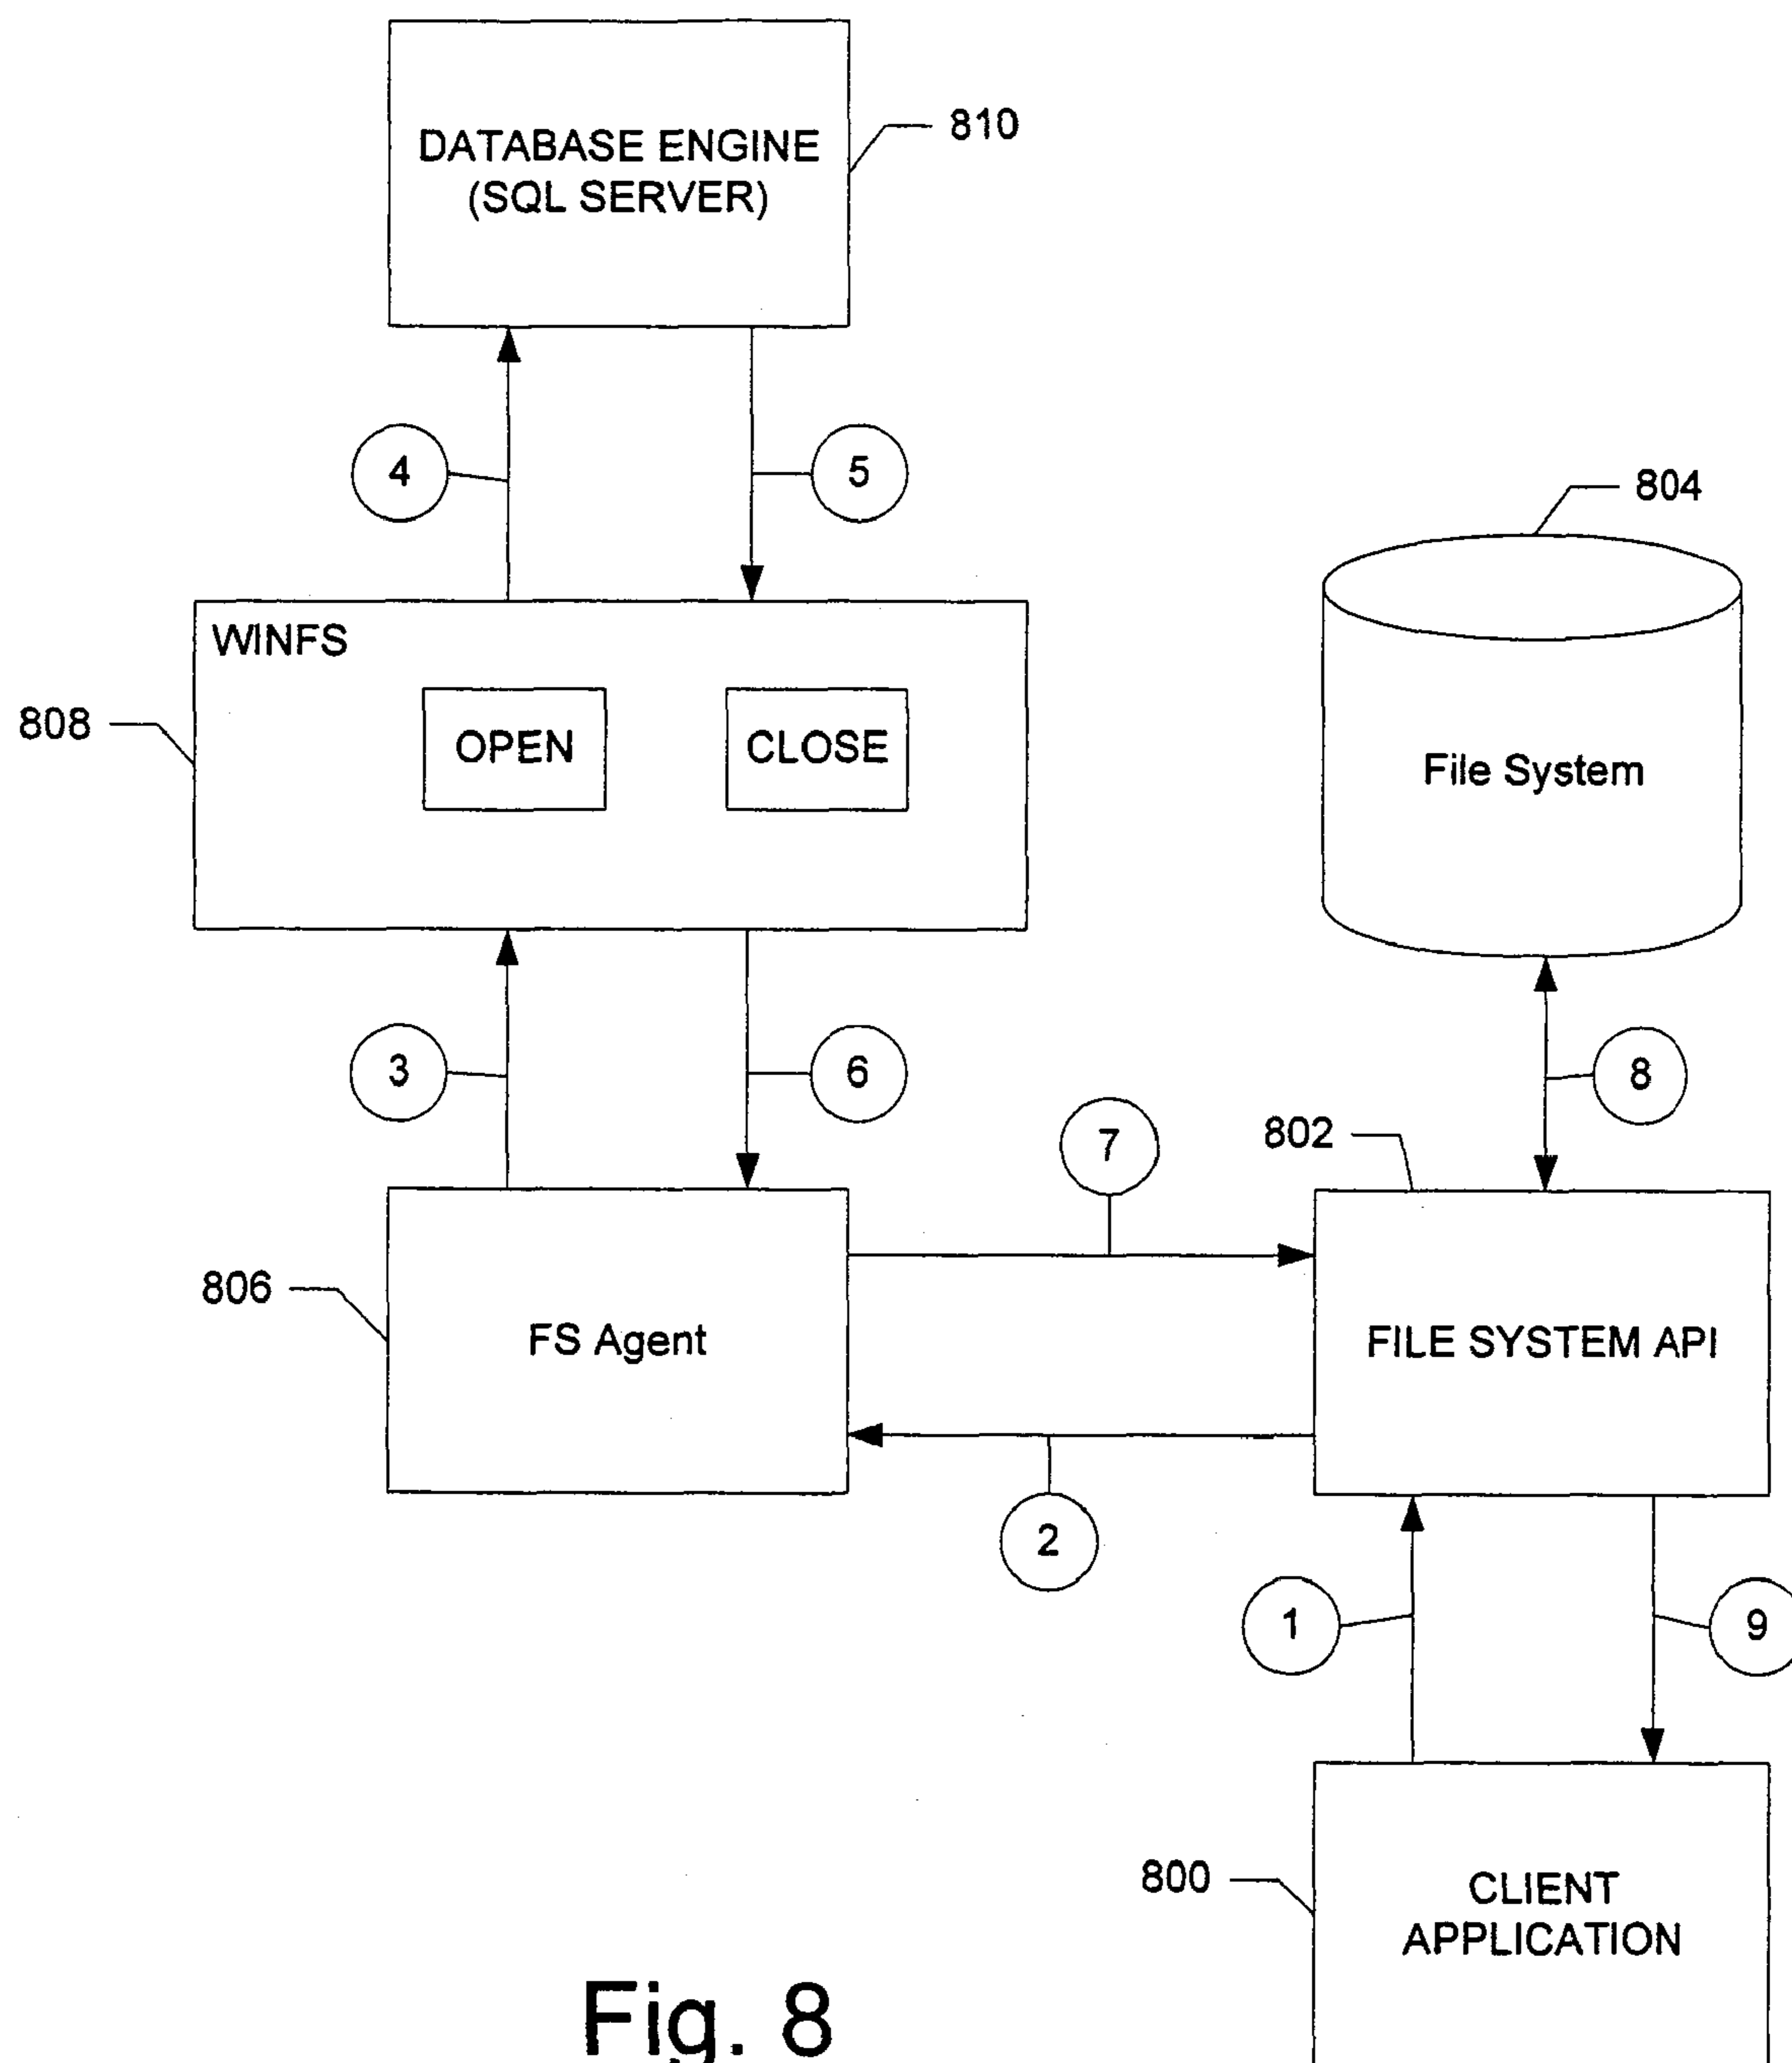 DATABASE ENGINE
(SQL SERVER)
810
4
5
804
WINFS
808
OPEN
CLOSE
File System
3
6
8
7
802
806
FS Agent
FILE SYSTEM API
2
1
9
800
CLIENT
APPLICATION
Fig. 8